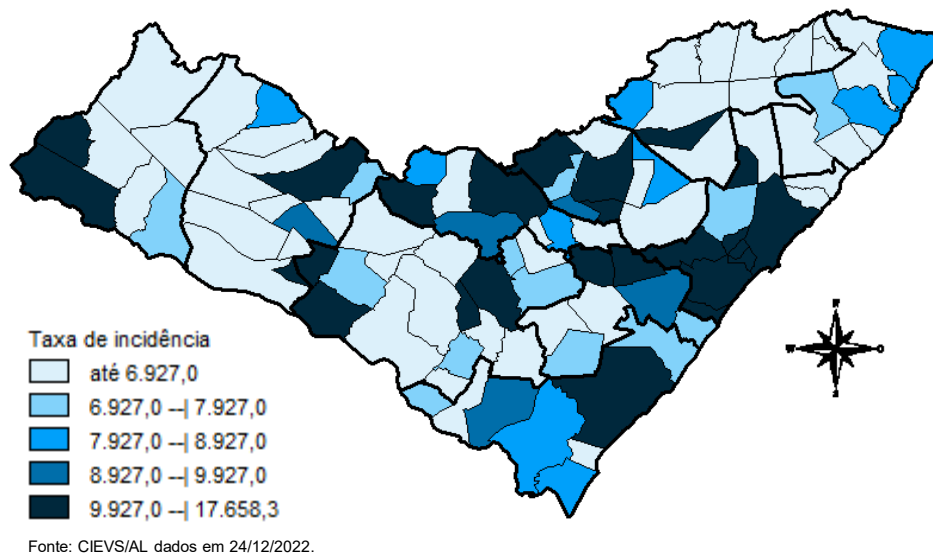 Taxa de incidência
até 6.927,0
6.927,0 --| 7.927,0
7.927,0 --| 8.927,0
8.927,0 --| 9.927,0
9.927,0 --| 17.658,3
Fonte: CIEVS/AL dados em 24/12/2022.